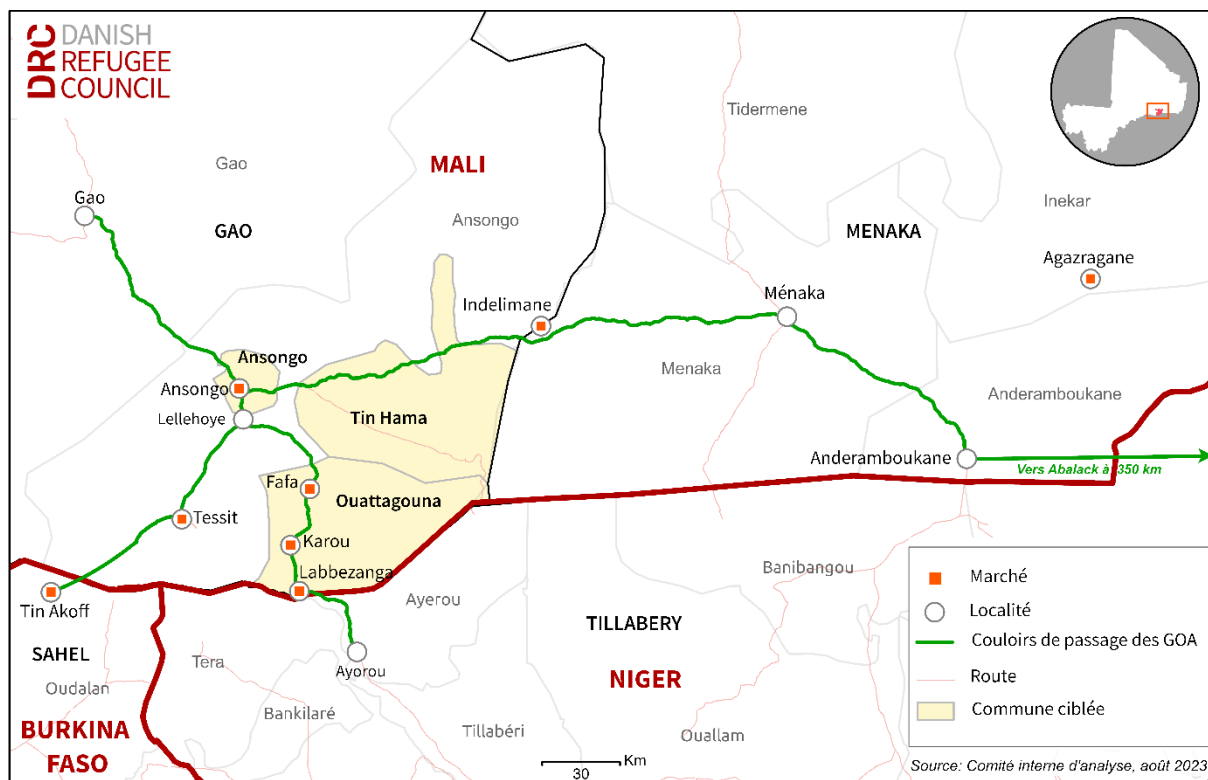 DRC DANISH
REFUGEE
COUNCIL
Tidermene
Gao
MALI
Inekar
Gao
Ansongo
GAO
MENAKA
Agazragane
Indelimane
Ménaka
Ansongo
Menaka
Ansongo
Anderamboukane
Lellehoye
Tin Hama
Anderamboukane
Vers Abalack à 350 km
Fafa
Ouattagouna
Tessit
Karou
Labbezanga
Banibangou
Tin Akoff
Ayerou
TILLABERY
SAHEL
Tera
Ayorou
NIGER
Oudalan
Bankilaré
BURKINA
FASO
Tillabéri
Ouallam
Marché
Localité
Couloirs de passage des GOA
Route
Commune ciblée
Km
30
Source: Comité interne d'analyse, août 2023